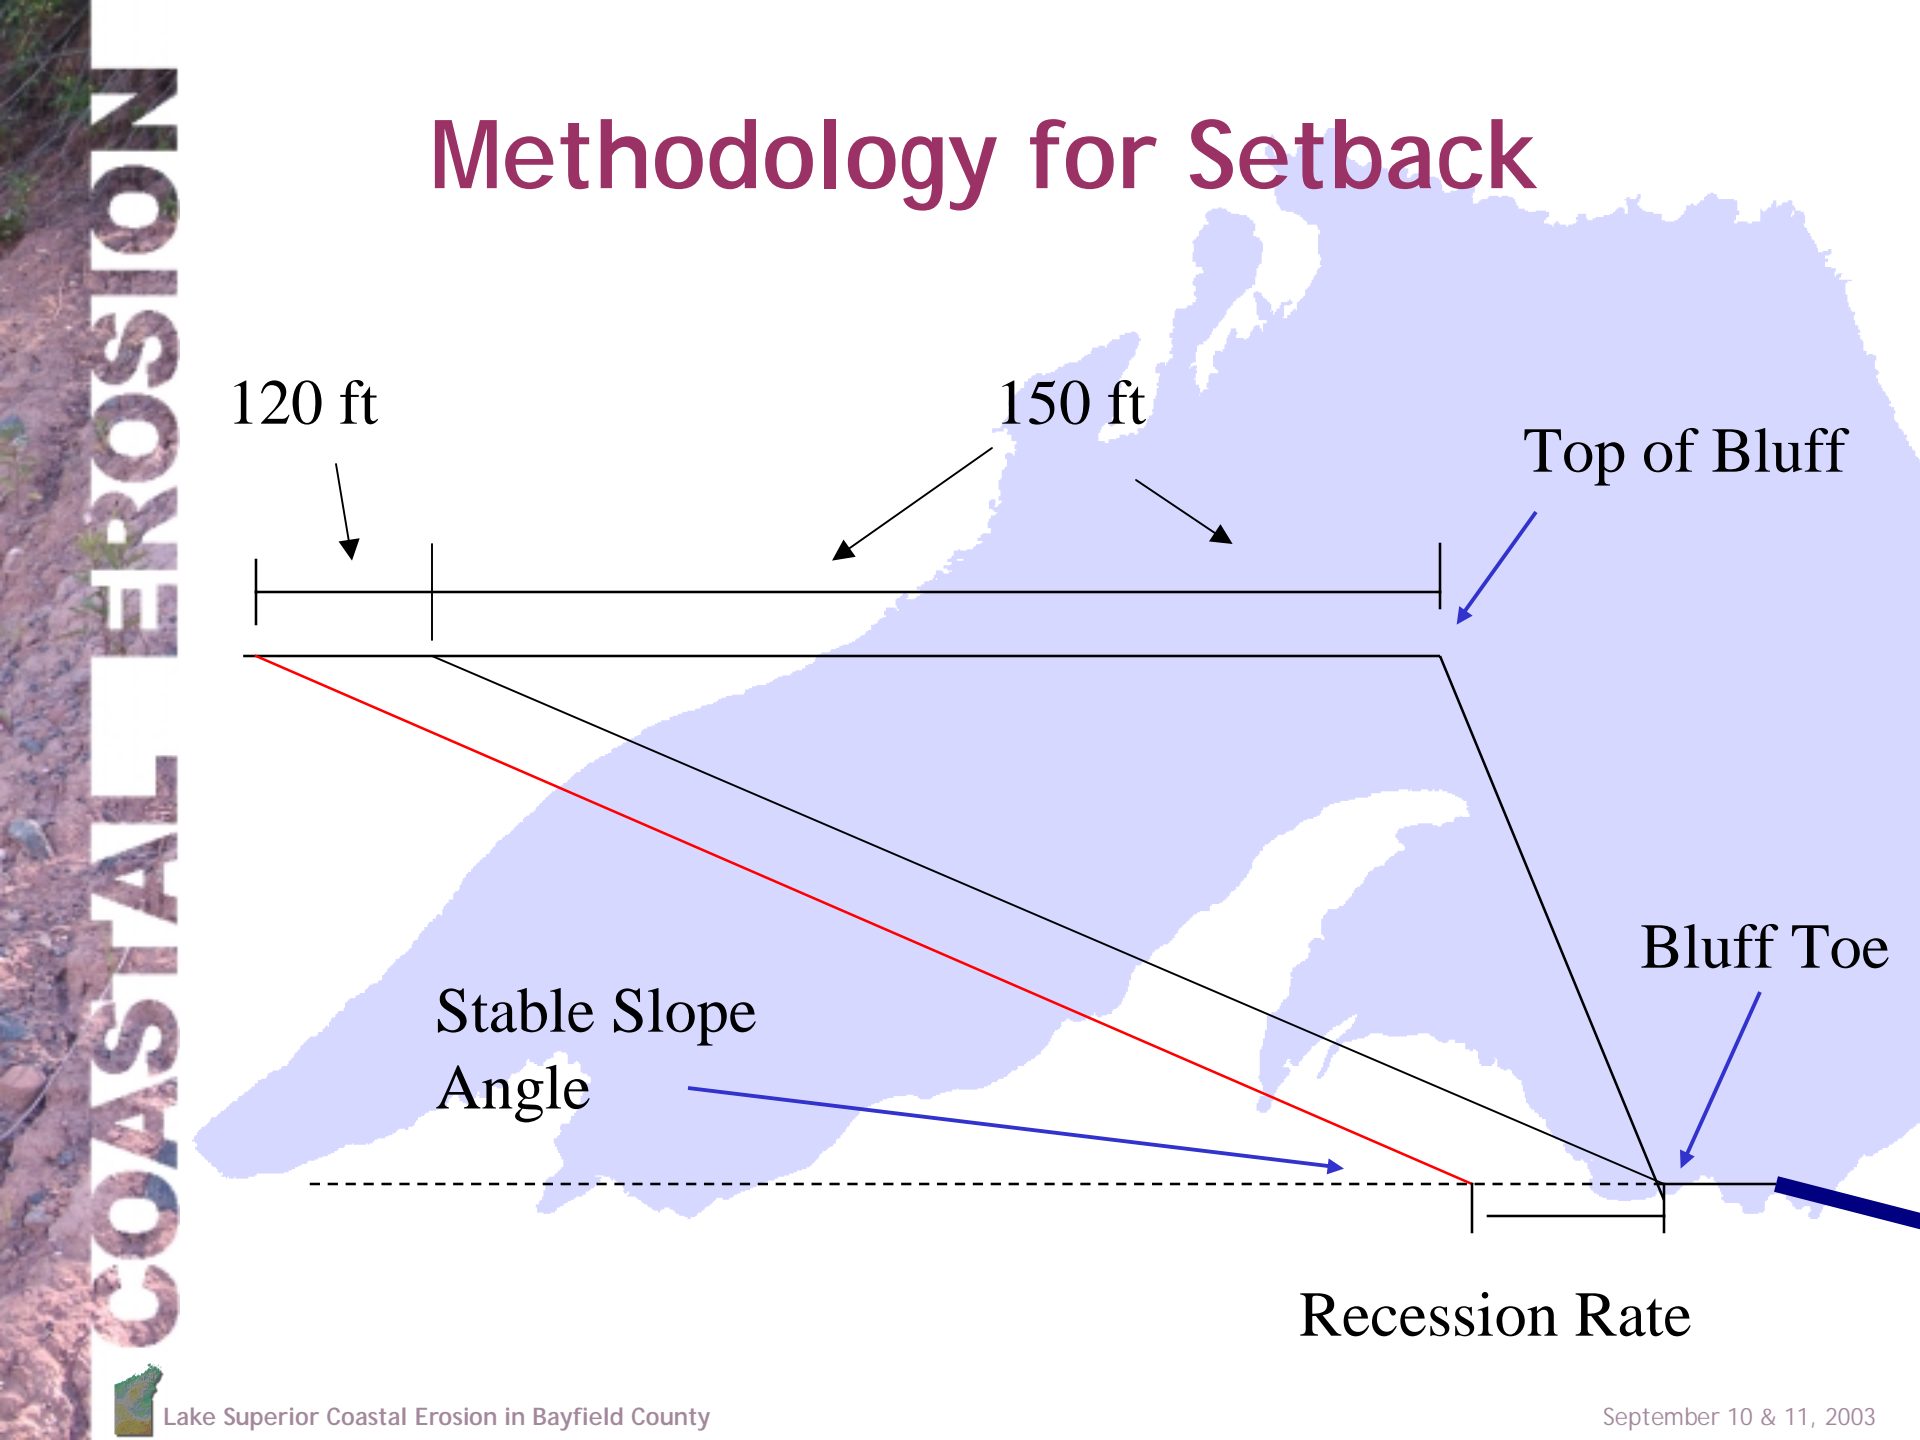 COASTAL EROSION
Methodology for Setback
120 ft
150 ft
Top of Bluff
Bluff Toe
Stable Slope
Angle
Recession Rate
Lake Superior Coastal Erosion in Bayfield County
September 10 & 11, 2003